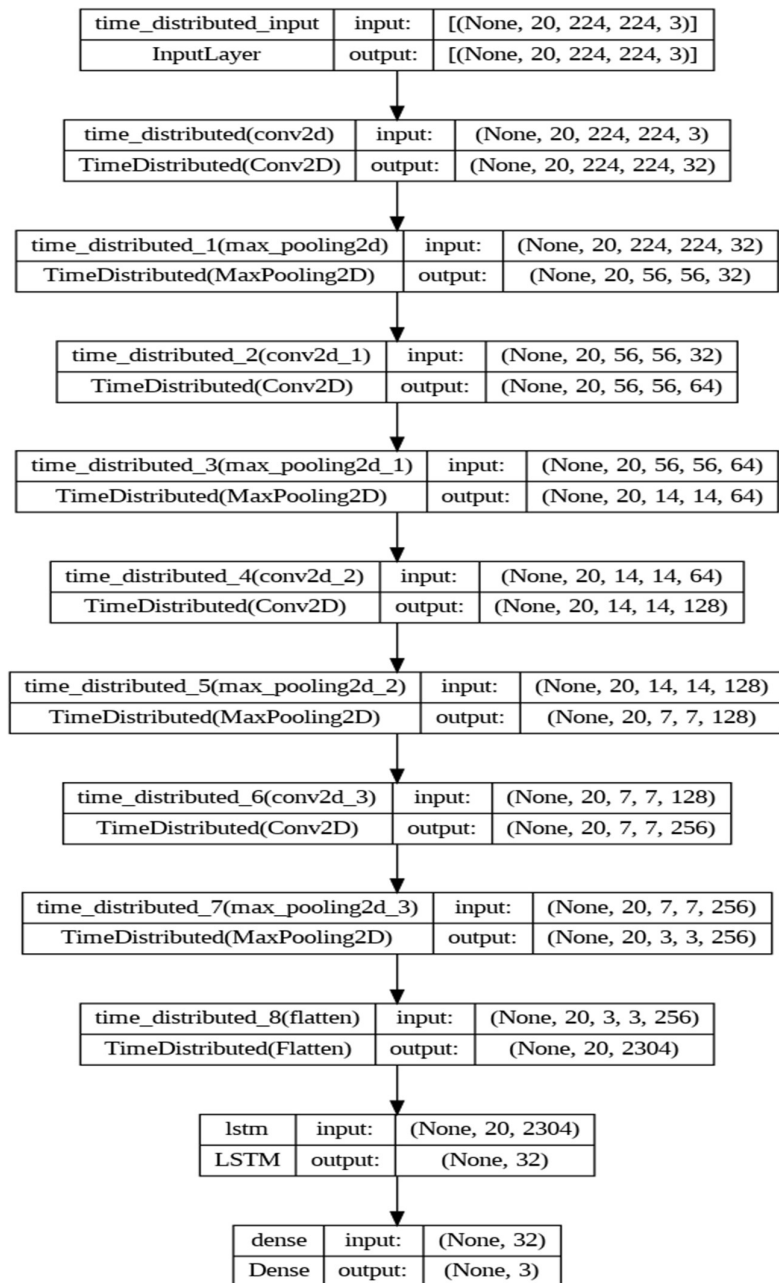 time_distributed_input input: [(None, 20, 224, 224, 3)]
InputLayer output: [(None, 20, 224, 224, 3)]
time_distributed(conv2d) input: (None, 20, 224, 224, 3)
TimeDistributed(Conv2D) output: (None, 20, 224, 224, 32)
time_distributed_1(max_pooling2d) input: (None, 20, 224, 224, 32)
TimeDistributed(MaxPooling2D) output: (None, 20, 56, 56, 32)
time_distributed_2(conv2d_1) input: (None, 20, 56, 56, 32)
TimeDistributed(Conv2D) output: (None, 20, 56, 56, 64)
time_distributed_3(max_pooling2d_1) input: (None, 20, 56, 56, 64)
TimeDistributed(MaxPooling2D) output: (None, 20, 14, 14, 64)
time_distributed_4(conv2d_2) input: (None, 20, 14, 14, 64)
TimeDistributed(Conv2D) output: (None, 20, 14, 14, 128)
time_distributed_5(max_pooling2d_2) input: (None, 20, 14, 14, 128)
TimeDistributed(MaxPooling2D) output: (None, 20, 7, 7, 128)
time_distributed_6(conv2d_3) input: (None, 20, 7, 7, 128)
TimeDistributed(Conv2D) output: (None, 20, 7, 7, 256)
time_distributed_7(max_pooling2d_3) input: (None, 20, 7, 7, 256)
TimeDistributed(MaxPooling2D) output: (None, 20, 3, 3, 256)
time_distributed_8(flatten) input: (None, 20, 3, 3, 256)
TimeDistributed(Flatten) output: (None, 20, 2304)
lstm input: (None, 20, 2304)
LSTM output: (None, 32)
dense input: (None, 32)
Dense output: (None, 3)